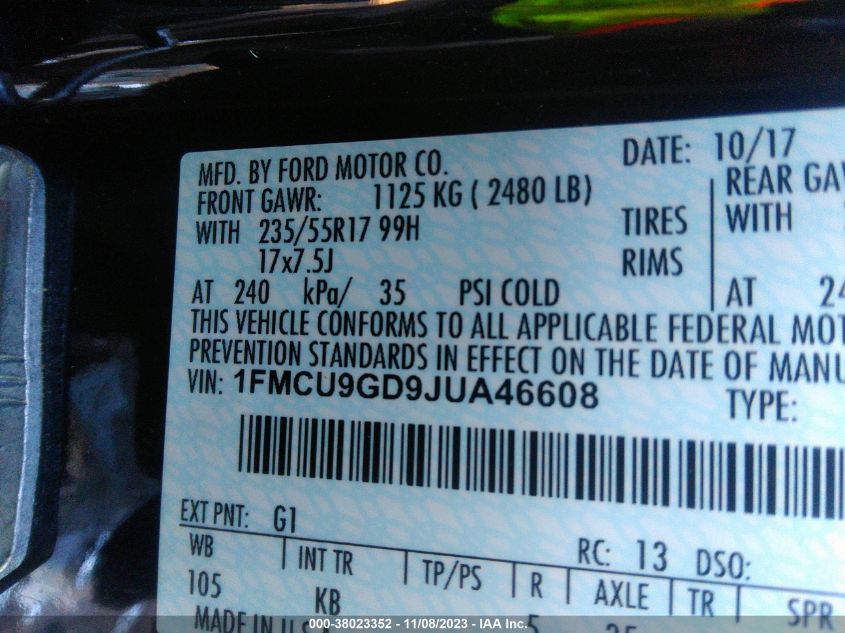 MFD. BY FORD MOTOR CO. DATE: 10/17
FRONT GAWR: 1125 KG ( 2480 LB) REAR
WITH 235/55R17 99H TIRES WITH
17x7.5J RIMS
AT 240 kPa/ 35 PSI COLD AT
THIS VEHICLE CONFORMS TO ALL APPLICABLE FEDERAL
PREVENTION STANDARDS IN EFFECT ON THE DATE OF
VIN: 1FMCU9GD9JUA46608 TYPE:
EXT PNT: G1 RC: 13 DSO:
WB INT TR TP/PS R AXLE TR SPR
105 KB
MADE IN
000-38023352 - 11/08/2023 - IAA Inc.